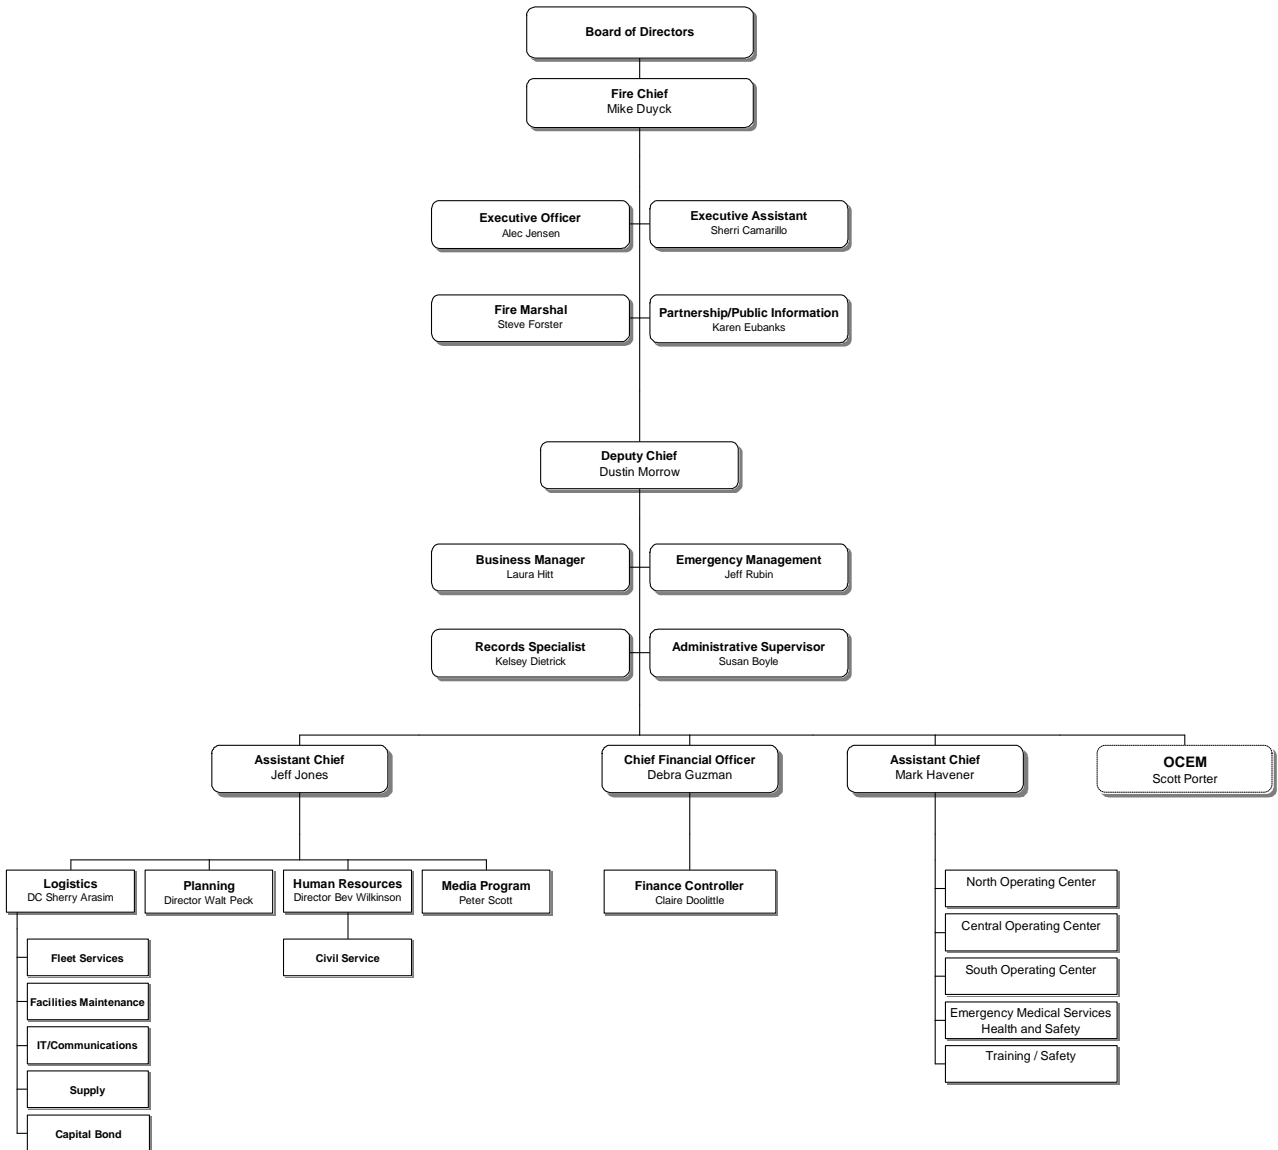 Board of Directors
Fire Chief
Mike Duyck
Executive Officer
Alec Jensen
Executive Assistant
Sherri Camarillo
Fire Marshal
Steve Forster
Partnership/Public Information
Karen Eubanks
Deputy Chief
Dustin Morrow
Business Manager
Laura Hitt
Emergency Management
Jeff Rubin
Records Specialist
Kelsey Dietrick
Administrative Supervisor
Susan Boyle
Assistant Chief
Jeff Jones
Chief Financial Officer
Debra Guzman
Assistant Chief
Mark Havener
OCEM
Scott Porter
Logistics
DC Sherry Arasim
Planning
Director Walt Peck
Human Resources
Director Bev Wilkinson
Media Program
Peter Scott
Finance Controller
Claire Doolittle
North Operating Center
Central Operating Center
South Operating Center
Emergency Medical Services
Health and Safety
Training / Safety
Fleet Services
Civil Service
Facilities Maintenance
IT/Communications
Supply
Capital Bond